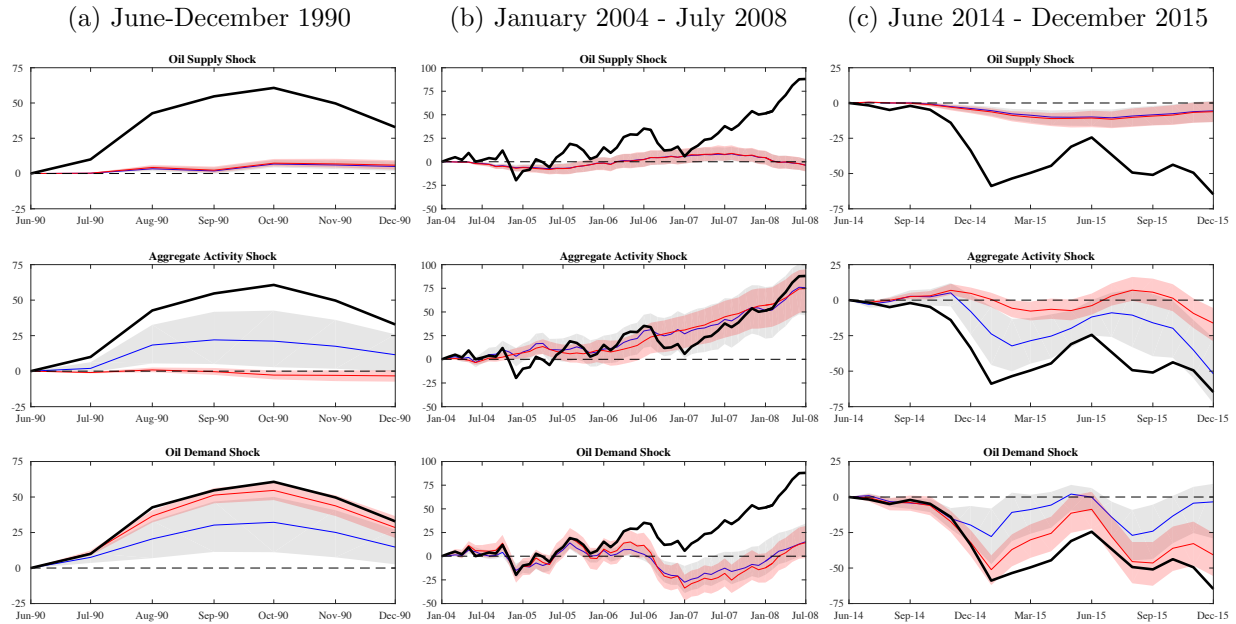 (a) June-December 1990
(b) January 2004 - July 2008
(c) June 2014 - December 2015
Oil Supply Shock
75
50
25
0
-25
Jun-90 Jul-90 Aug-90 Sep-90 Oct-90 Nov-90 Dec-90
Oil Supply Shock
100
75
50
25
0
-25
-50
Jan-04 Jul-04 Jan-05 Jul-05 Jan-06 Jul-06 Jan-07 Jul-07 Jan-08 Jul-08
Oil Supply Shock
25
0
-25
-50
-75
Jun-14 Sep-14 Dec-14 Mar-15 Jun-15 Sep-15 Dec-15
Aggregate Activity Shock
75
50
25
0
-25
Jun-90 Jul-90 Aug-90 Sep-90 Oct-90 Nov-90 Dec-90
Aggregate Activity Shock
100
75
50
25
0
-25
-50
Jan-04 Jul-04 Jan-05 Jul-05 Jan-06 Jul-06 Jan-07 Jul-07 Jan-08 Jul-08
Aggregate Activity Shock
25
0
-25
-50
-75
Jun-14 Sep-14 Dec-14 Mar-15 Jun-15 Sep-15 Dec-15
Oil Demand Shock
75
50
25
0
-25
Jun-90 Jul-90 Aug-90 Sep-90 Oct-90 Nov-90 Dec-90
Oil Demand Shock
100
75
50
25
0
-25
-50
Jan-04 Jul-04 Jan-05 Jul-05 Jan-06 Jul-06 Jan-07 Jul-07 Jan-08 Jul-08
Oil Demand Shock
25
0
-25
-50
-75
Jun-14 Sep-14 Dec-14 Mar-15 Jun-15 Sep-15 Dec-15